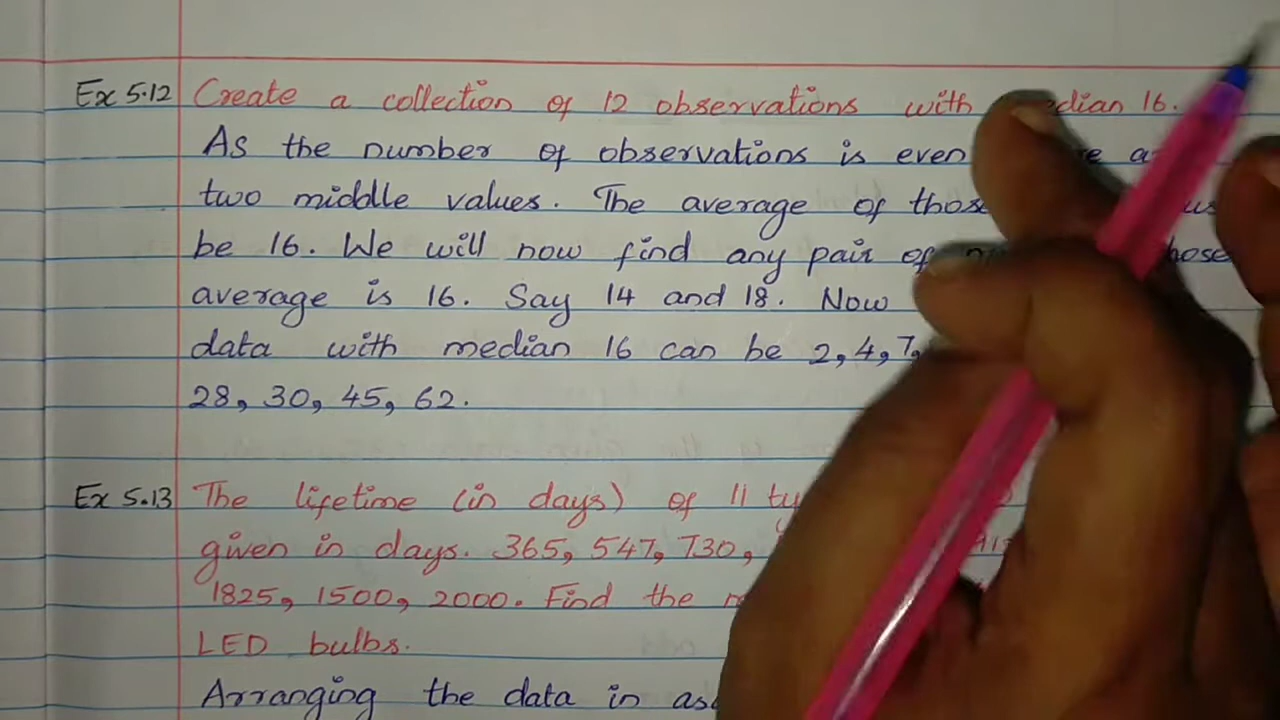 Ex 5.12 Create a collection of 12 observations with median 16.
As the number of observations is even
two middle values. The average of those
be 16. We will now find any pair of whose
average is 16. Say 14 and 18. Now
data with median 16 can be 2, 4, 7,
28, 30, 45, 62.
Ex 5.13 The lifetime (in days) of 11
given in days. 365, 547, 730,
1825, 1500, 2000. Find the
LED bulbs.
Arranging the data in